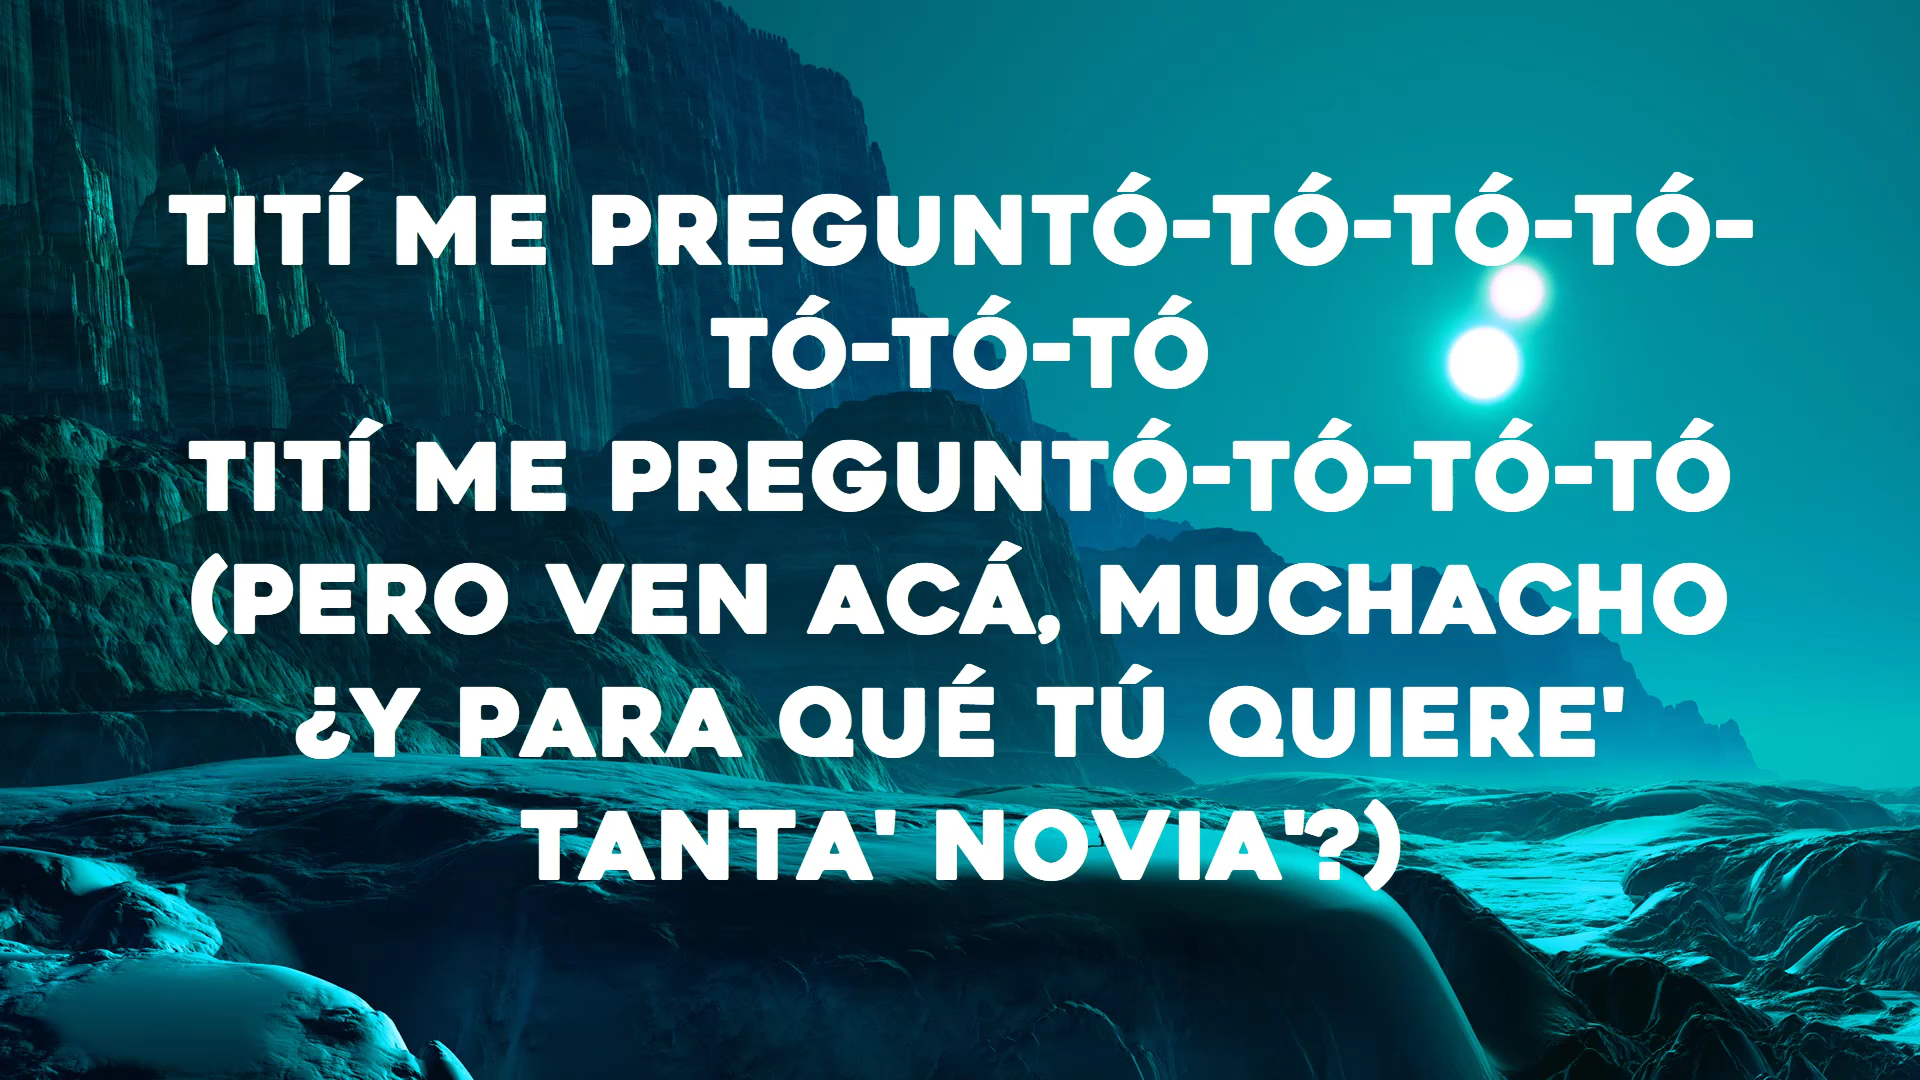 TITÍ ME PREGUNTÓ-TÓ-TÓ-TÓ-
TÓ-TÓ-TÓ
TITÍ ME PREGUNTÓ-TÓ-TÓ-TÓ
(PERO VEN ACÁ, MUCHACHO
¿Y PARA QUÉ TÚ QUIERE'
TANTA' NOVIA'?)